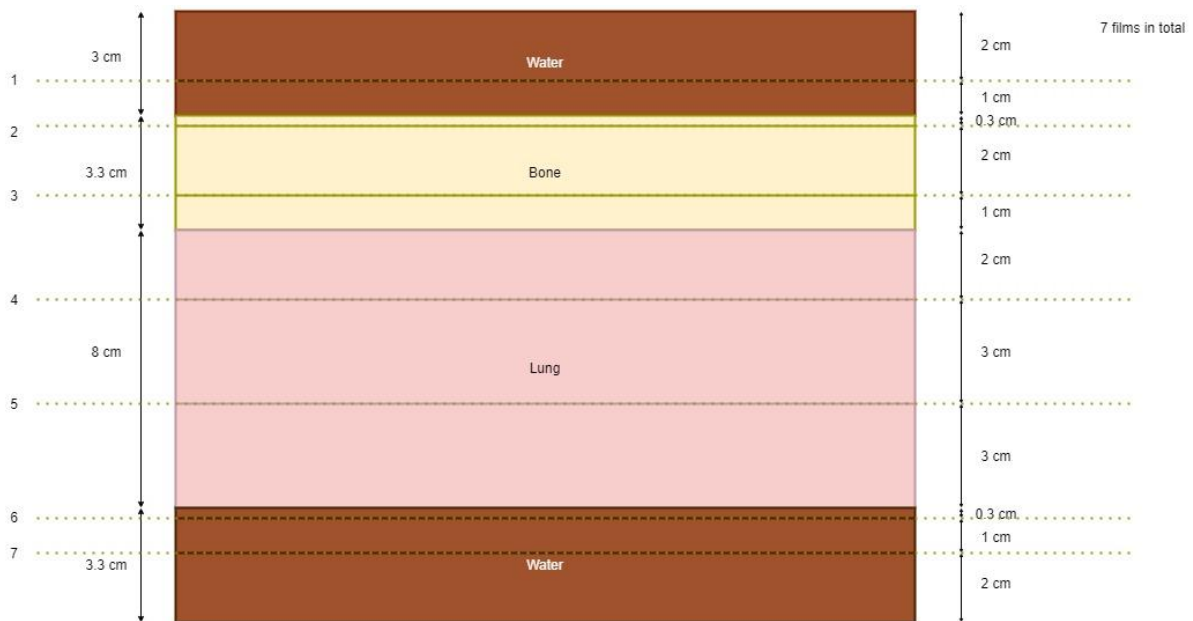 7 films in total
2 cm
3 cm
Water
1
1 cm
0.3 cm
2
2 cm
3.3 cm
Bone
3
1 cm
2 cm
4
8 cm
3 cm
Lung
5
3 cm
6
0.3 cm
1 cm
7
3.3 cm
Water
2 cm